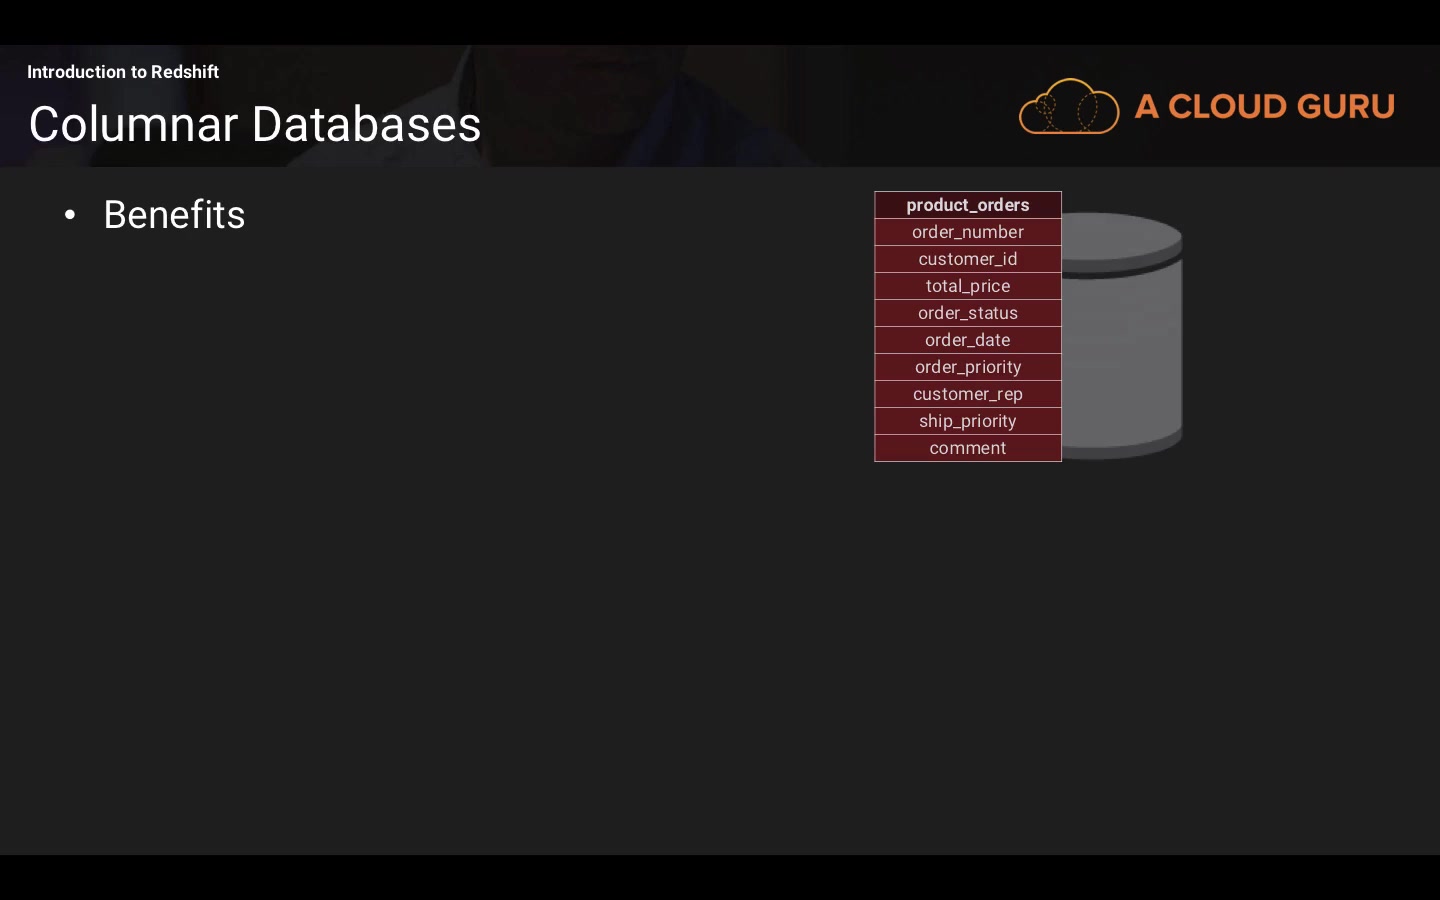 Introduction to Redshift
Columnar Databases
A CLOUD GURU
• Benefits
product_orders
order_number
customer_id
total_price
order_status
order_date
order_priority
customer_rep
ship_priority
comment